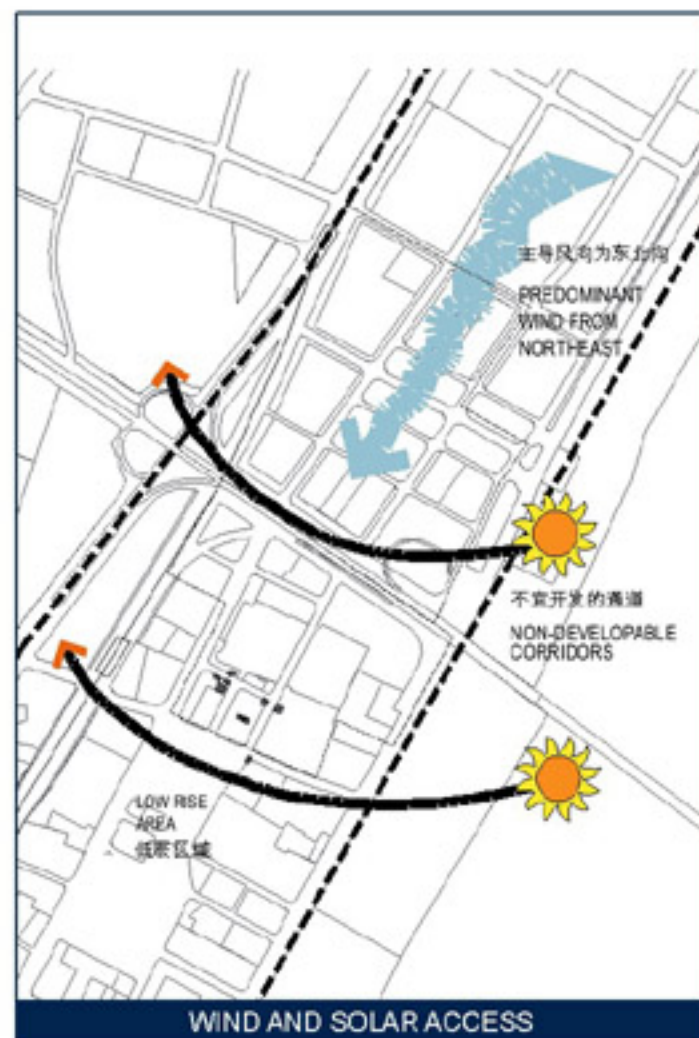 主导风向为东北向
PREDOMINANT
WIND FROM
NORTHEAST
不宜开发的通道
NON-DEVELOPABLE
CORRIDORS
LOW RISE
AREA
低层区域
WIND AND SOLAR ACCESS